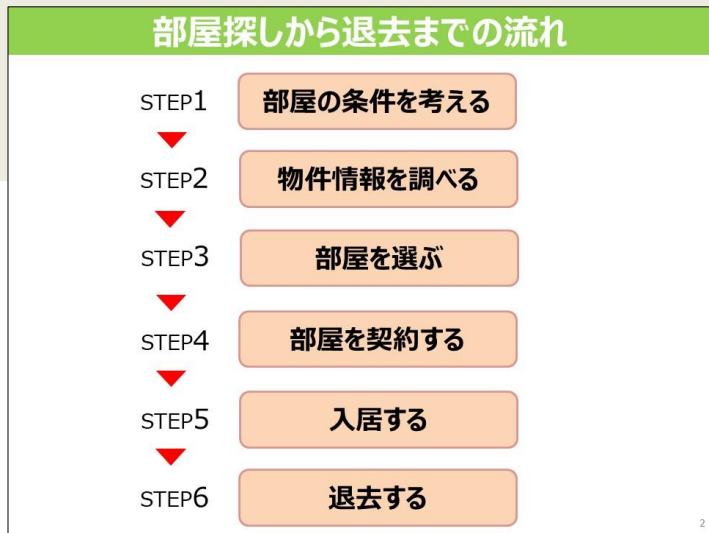 部屋探しから退去までの流れ
STEP1 部屋の条件を考える
STEP2 物件情報を調べる
STEP3 部屋を選ぶ
STEP4 部屋を契約する
STEP5 入居する
STEP6 退去する
2